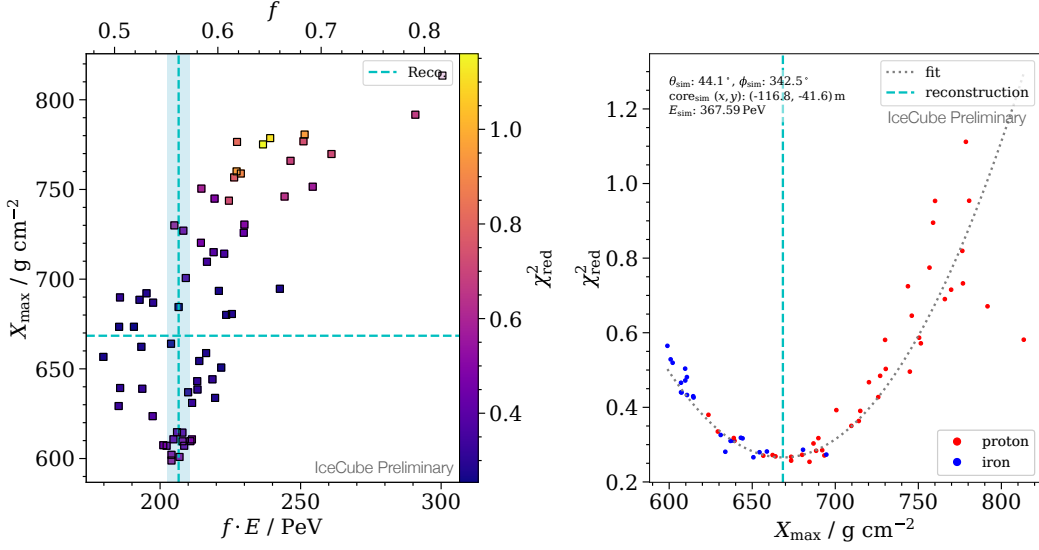 f
0.5 0.6 0.7 0.8
X_max / g cm⁻²
800
750
700
650
600
200 250 300
f · E / PeV
Reco.
IceCube Preliminary
1.0
0.8
0.6
0.4
χ²_red
θ_sim: 44.1°, ϕ_sim: 342.5°
core_sim (x, y): (-116.8, -41.6) m
E_sim: 367.59 PeV
fit
reconstruction
IceCube Preliminary
χ²_red
1.2
1.0
0.8
0.6
0.4
0.2
proton
iron
600 650 700 750 800
X_max / g cm⁻²